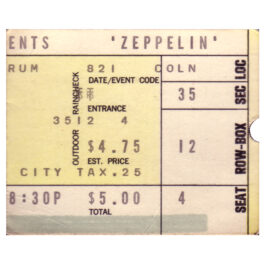 ENTS 'ZEPPELIN'
RUM 821 COLN
DATE/EVENT CODE
35
SEC LOC
ENTRANCE
3512 4
OUTDOOR RAINCHECK
$4.75
12
ROW-BOX
EST. PRICE
CITY TAX .25
8:30P $5.00
4
SEAT
TOTAL